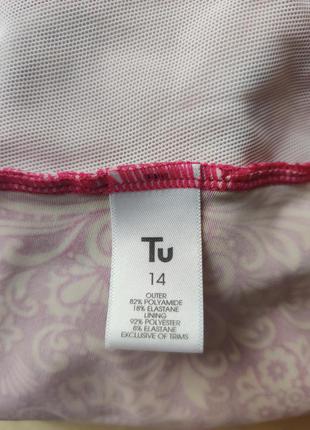 Tu
14
OUTER
82% POLYAMIDE
18% ELASTANE
LINING
92% POLYESTER
8% ELASTANE
EXCLUSIVE OF TRIMS